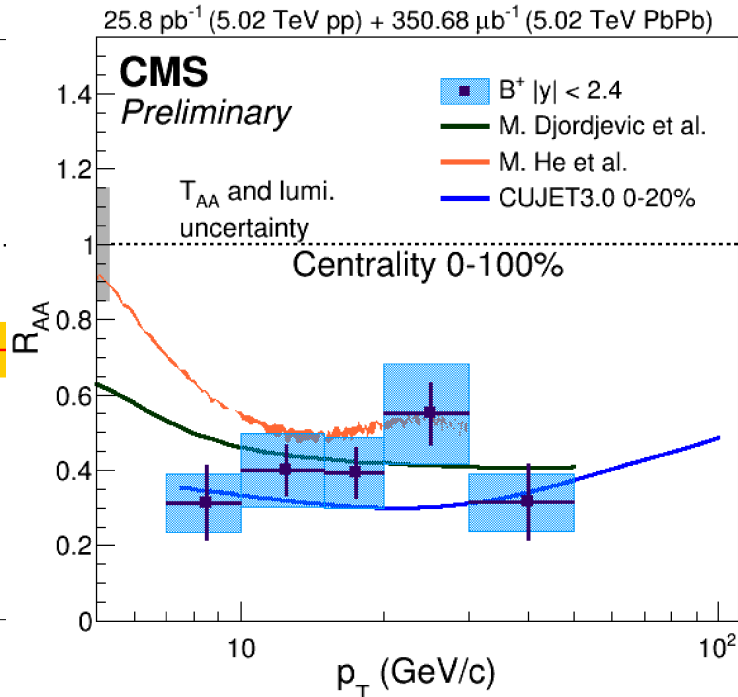 25.8 pb⁻¹ (5.02 TeV pp) + 350.68 μb⁻¹ (5.02 TeV PbPb)
CMS
Preliminary
B⁺ |y| < 2.4
M. Djordjevic et al.
M. He et al.
CUJET3.0 0-20%
T_AA and lumi.
uncertainty
Centrality 0-100%
R_AA
1.4
1.2
1
0.8
0.6
0.4
0.2
0
10
10²
p_T (GeV/c)